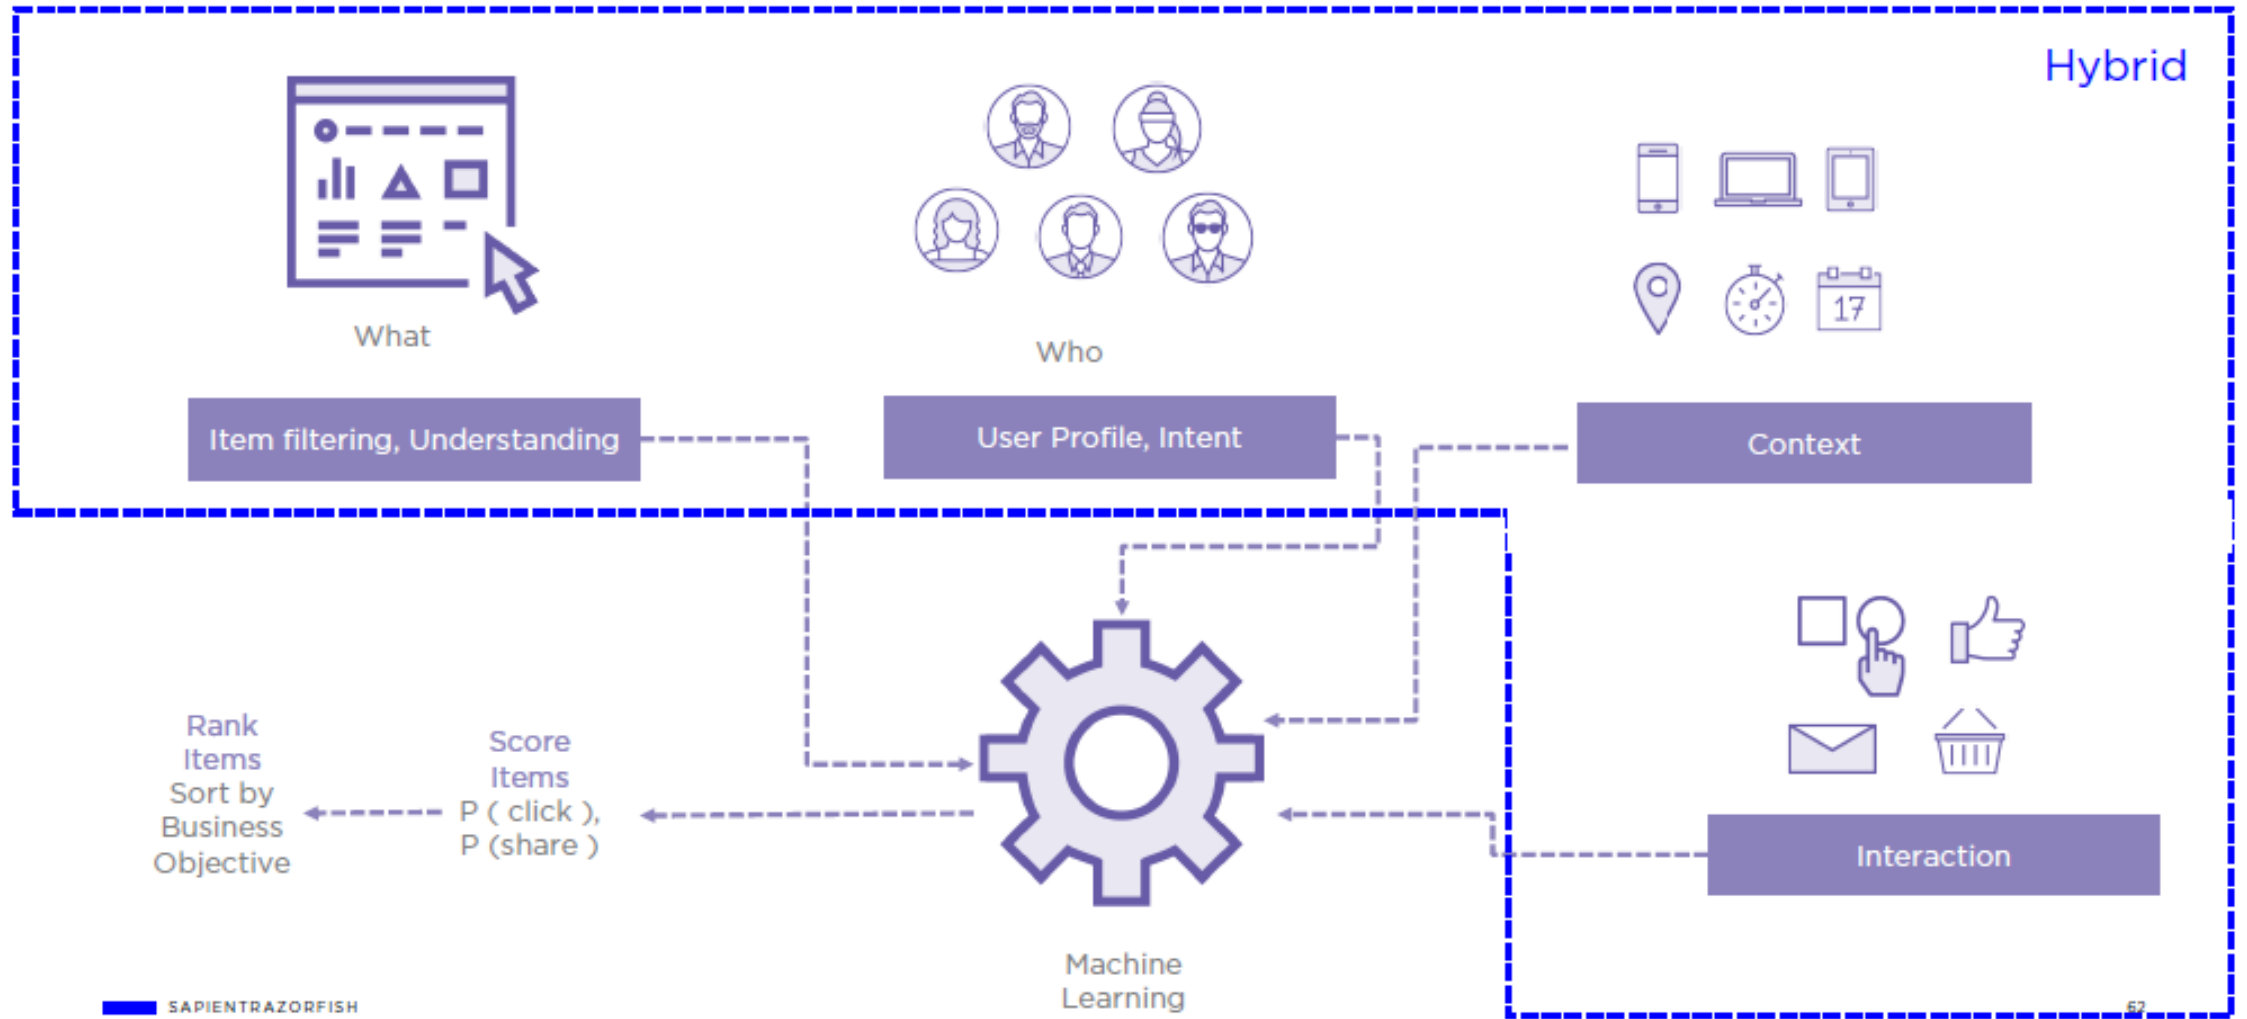 Hybrid
17
What
Who
Item filtering, Understanding
User Profile, Intent
Context
Rank
Items
Sort by
Business
Objective
Score
Items
P ( click ),
P (share )
Interaction
Machine
Learning
SAPIENTRAZORFISH
62